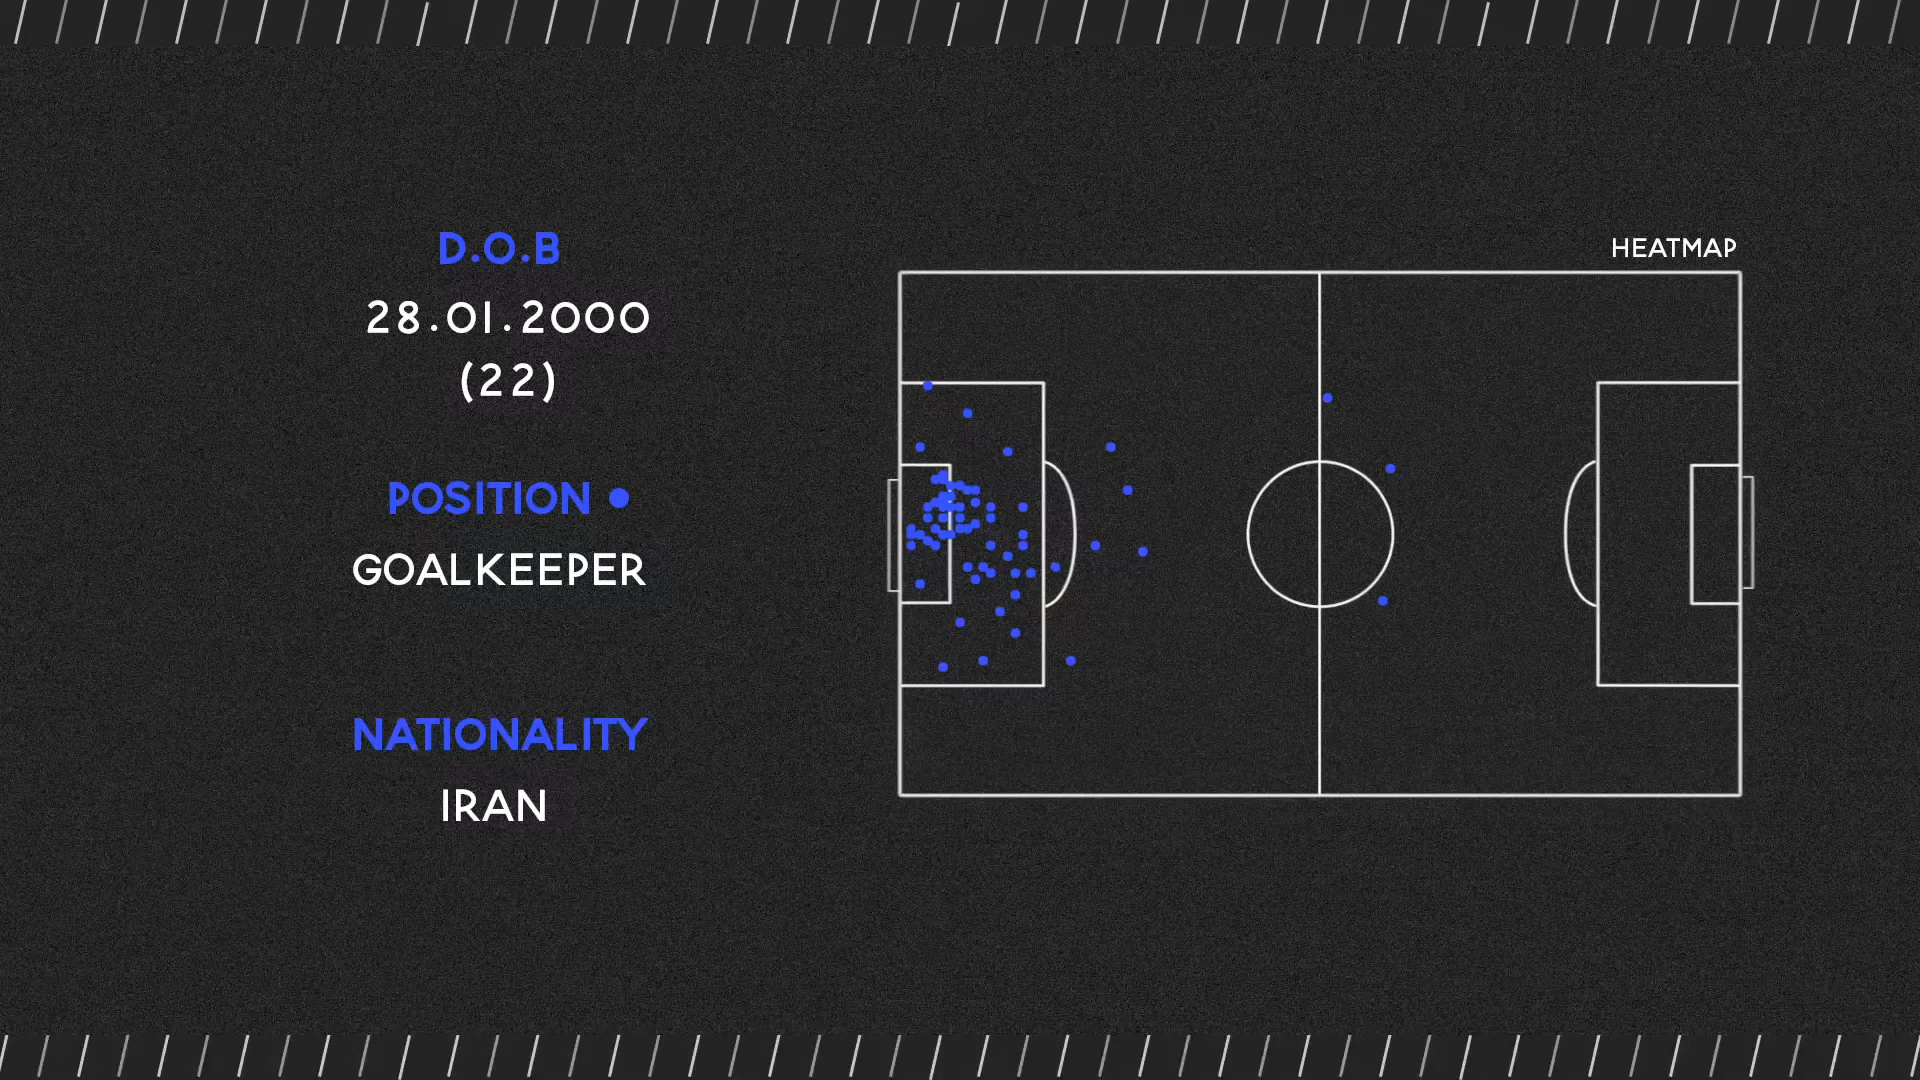 D.O.B
28.01.2000
(22)
POSITION
GOALKEEPER
NATIONALITY
IRAN
HEATMAP